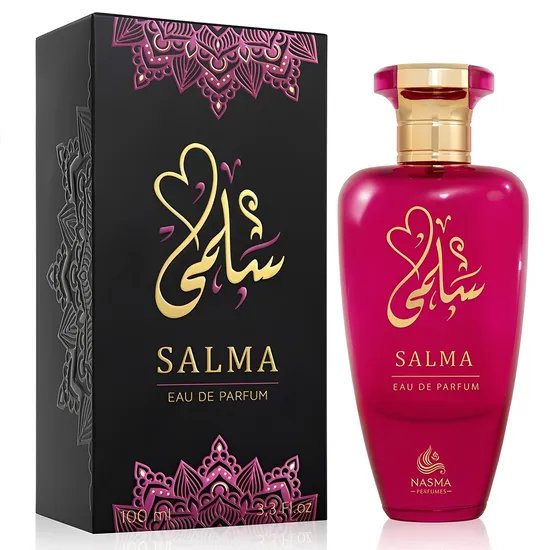 سلمى
SALMA
EAU DE PARFUM
100 ml 3,3 Fl.oz
سلمى
SALMA
EAU DE PARFUM
NASMA
PERFUMES